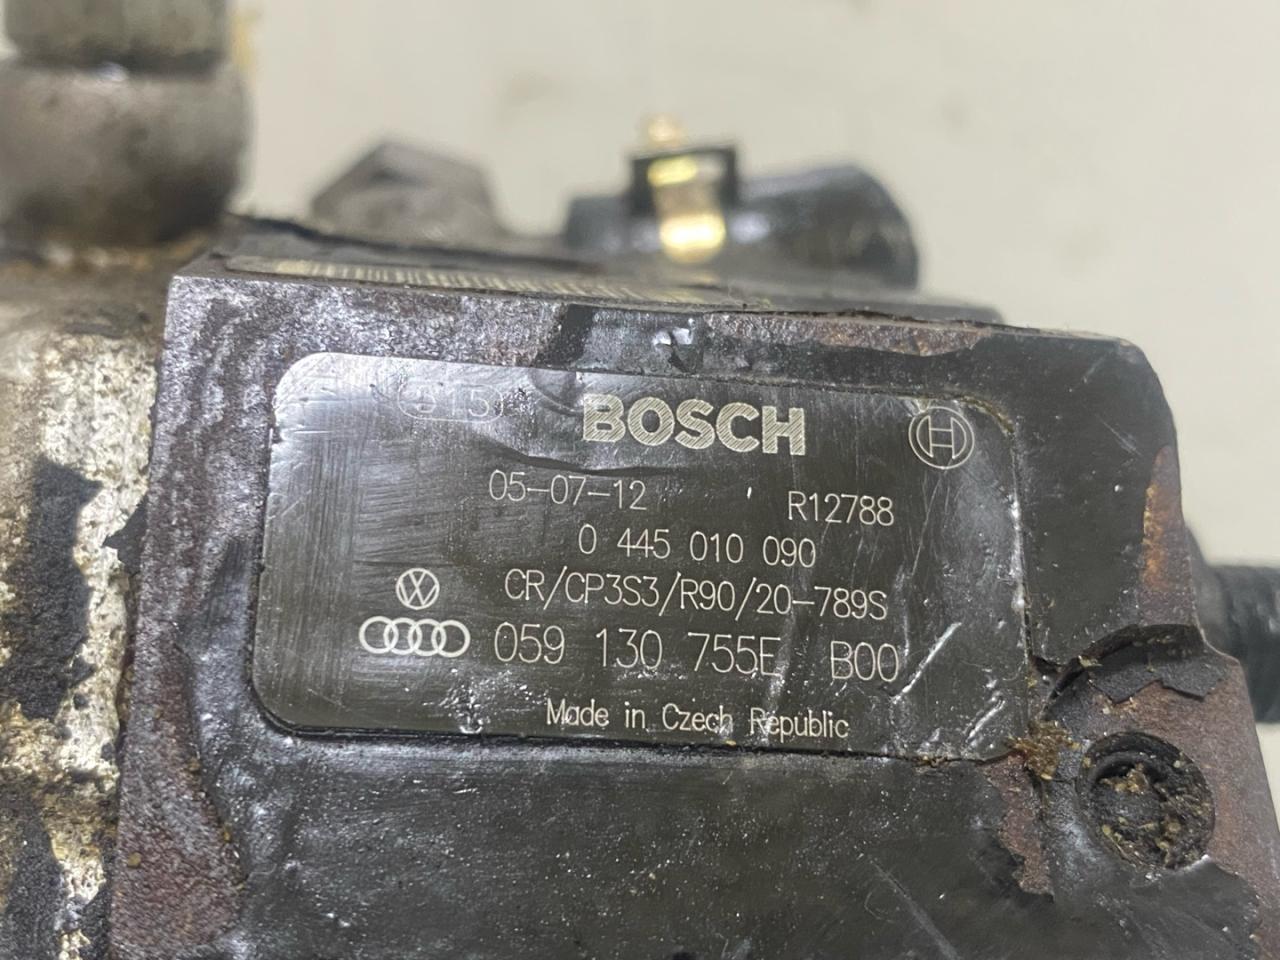 BOSCH
05-07-12 R12788
0 445 010 090
CR/CP3S3/R90/20-789S
059 130 755E B00
Made in Czech Republic